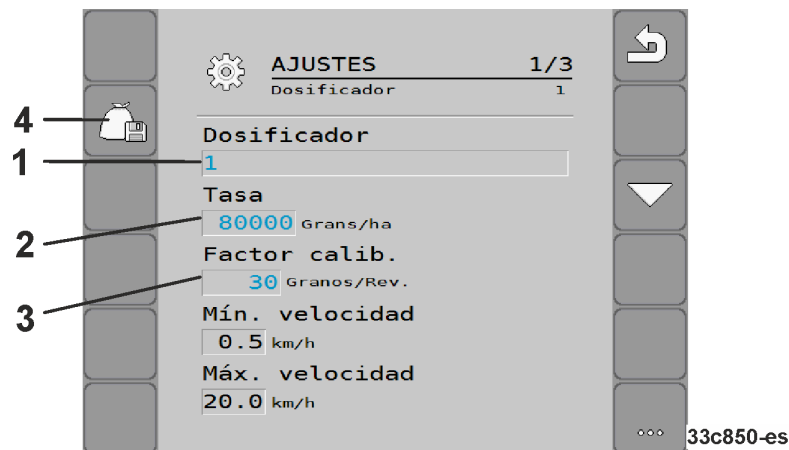 AJUSTES 1/3
Dosificador 1
4
Dosificador
1
1
Tasa
80000 Grans/ha
2
Factor calib.
30 Granos/Rev.
3
Mín. velocidad
0.5 km/h
Máx. velocidad
20.0 km/h
33c850-es